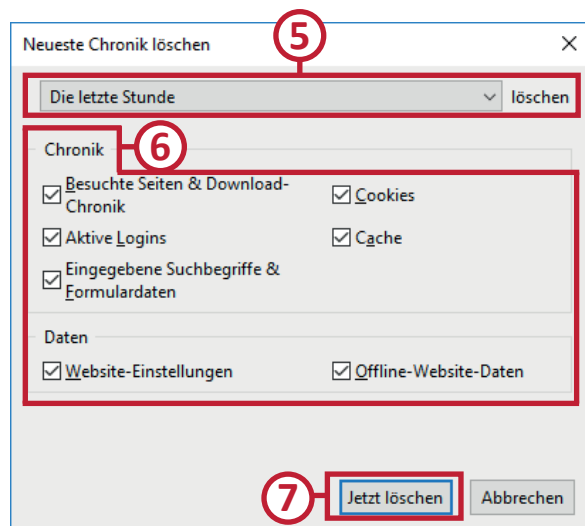 Neueste Chronik löschen
5
Die letzte Stunde löschen
Chronik
6
Besuchte Seiten & Download-
Chronik
Cookies
Aktive Logins
Cache
Eingegebene Suchbegriffe &
Formulardaten
Daten
Website-Einstellungen
Offline-Website-Daten
7
Jetzt löschen
Abbrechen